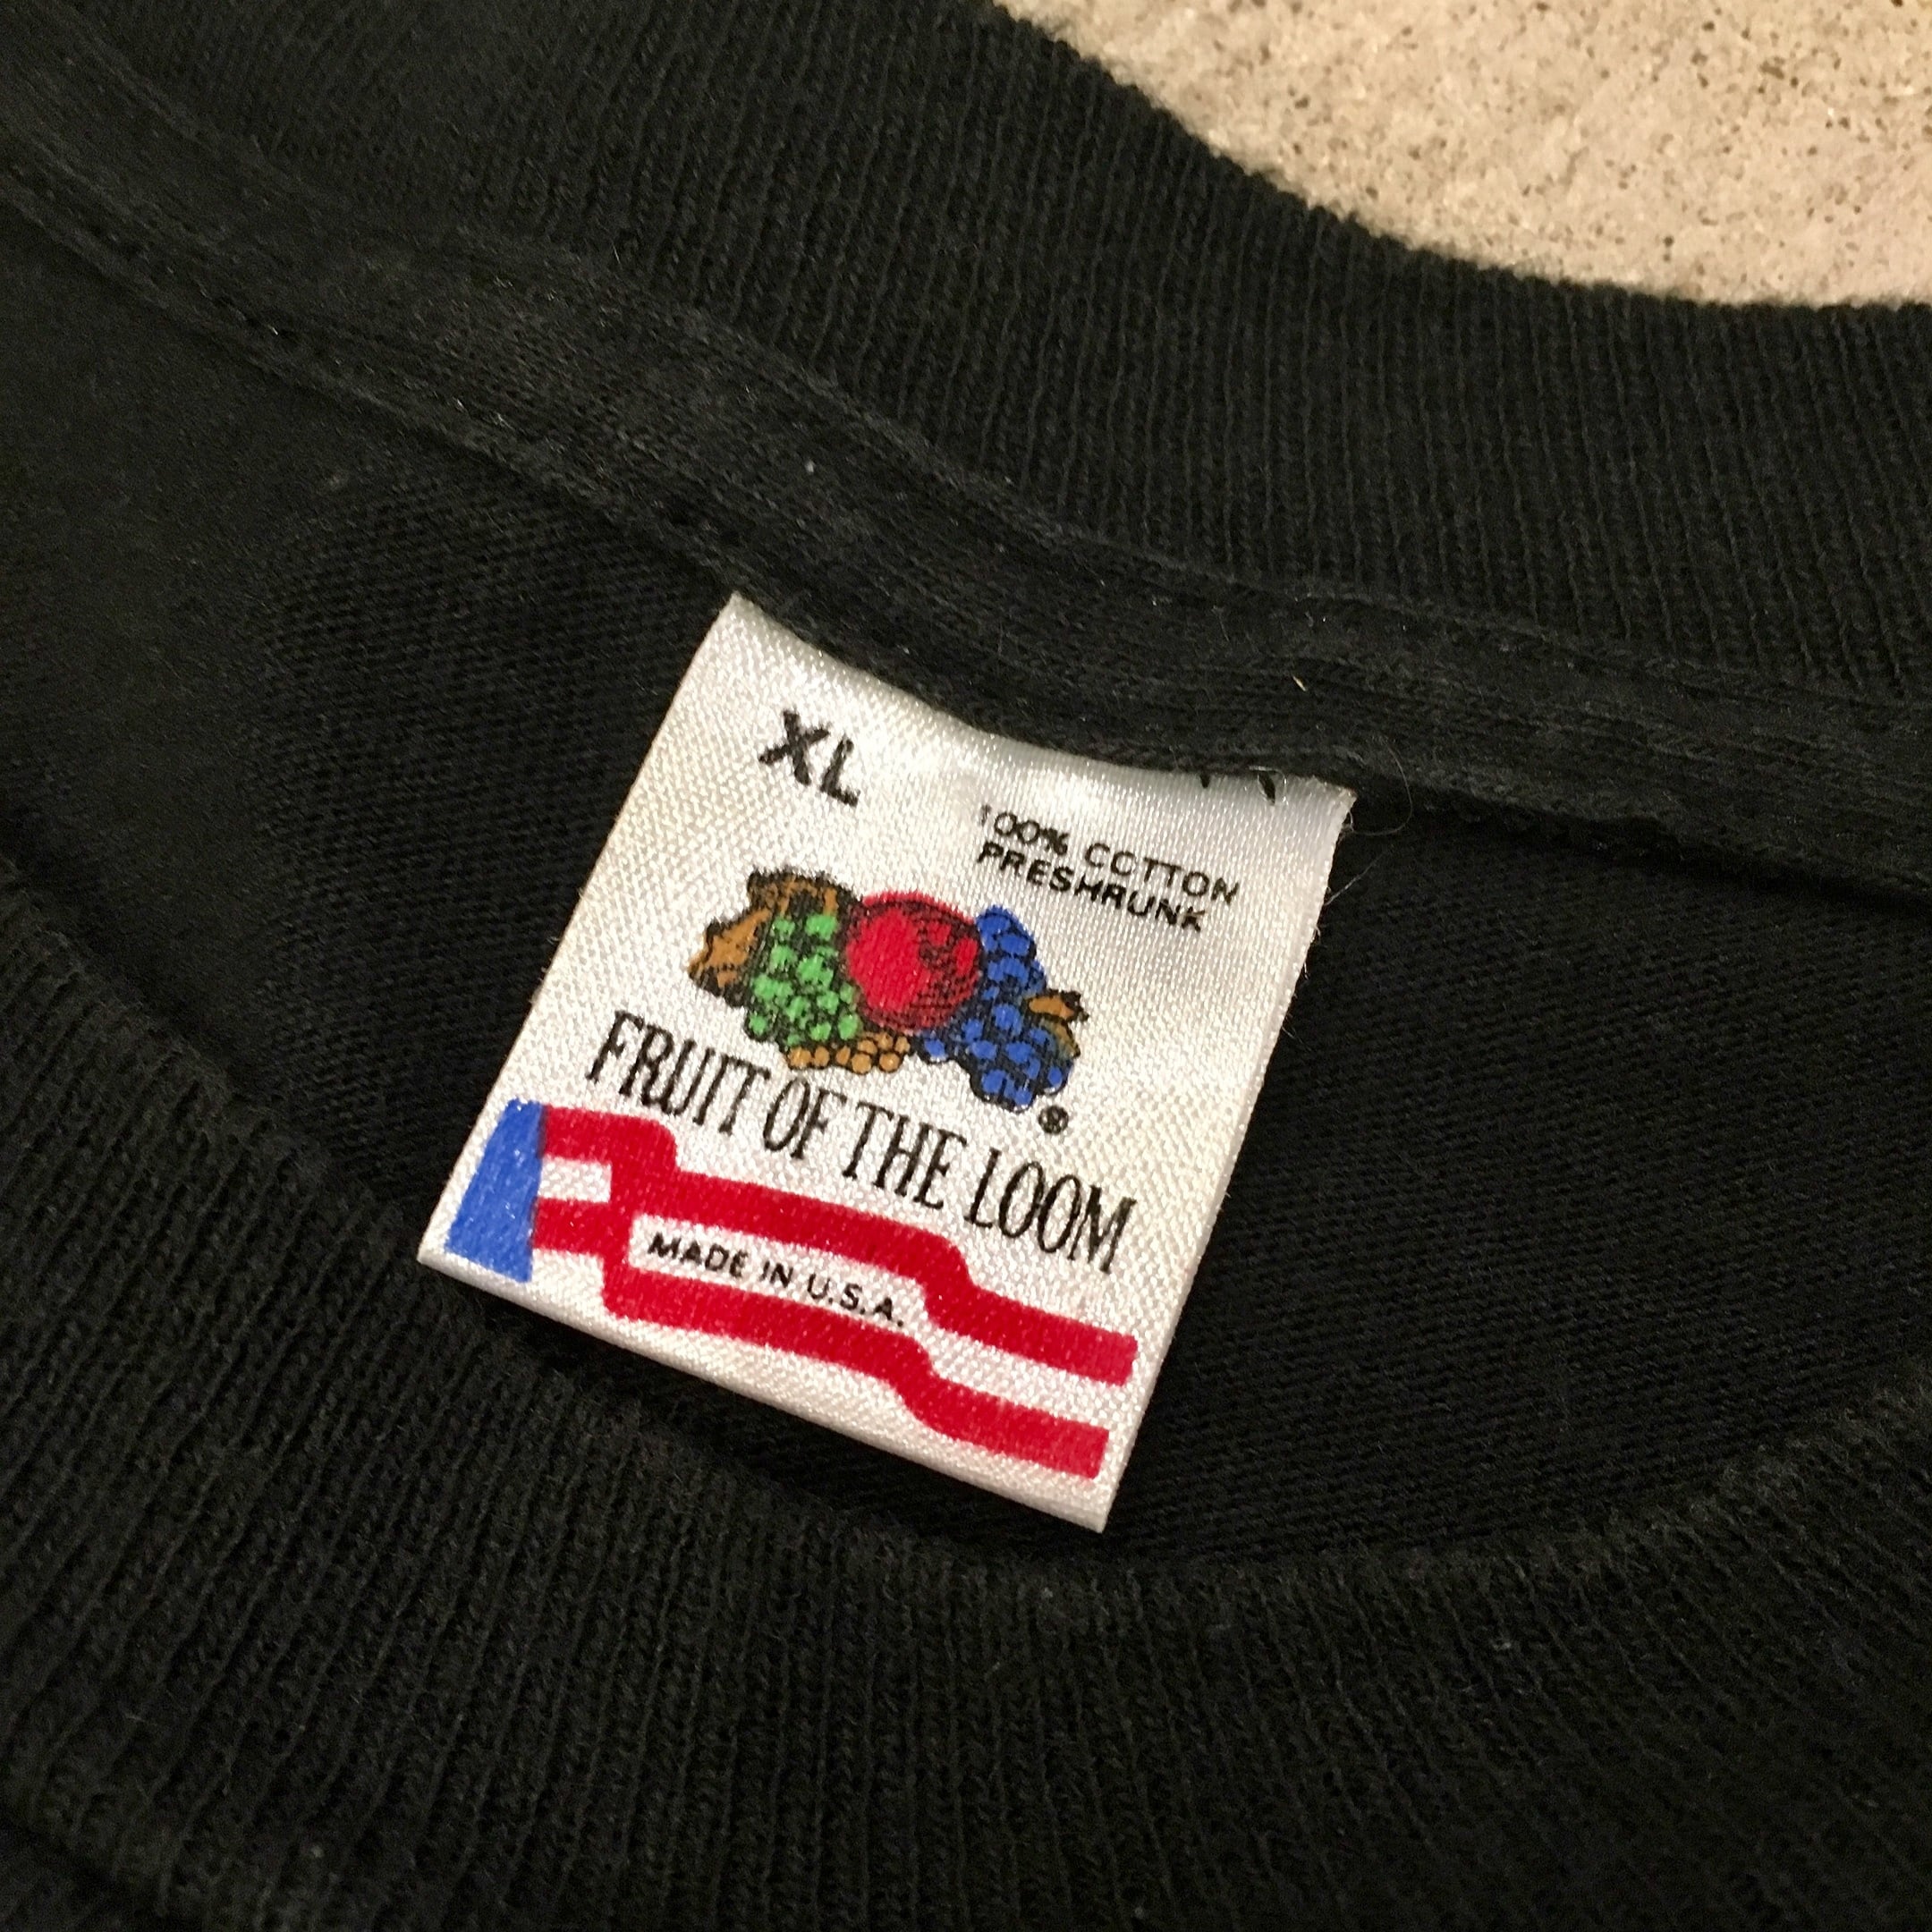 XL
100% COTTON
PRESHRUNK
®
FRUIT OF THE LOOM
MADE IN U.S.A.